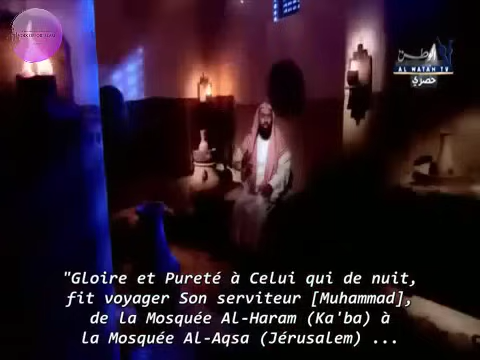 الوطن
AL WATAN TV
حصري
"Gloire et Pureté à Celui qui de nuit,
fit voyager Son serviteur [Muhammad],
de la Mosquée Al-Haram (Ka'ba) à
la Mosquée Al-Aqsa (Jérusalem) ...